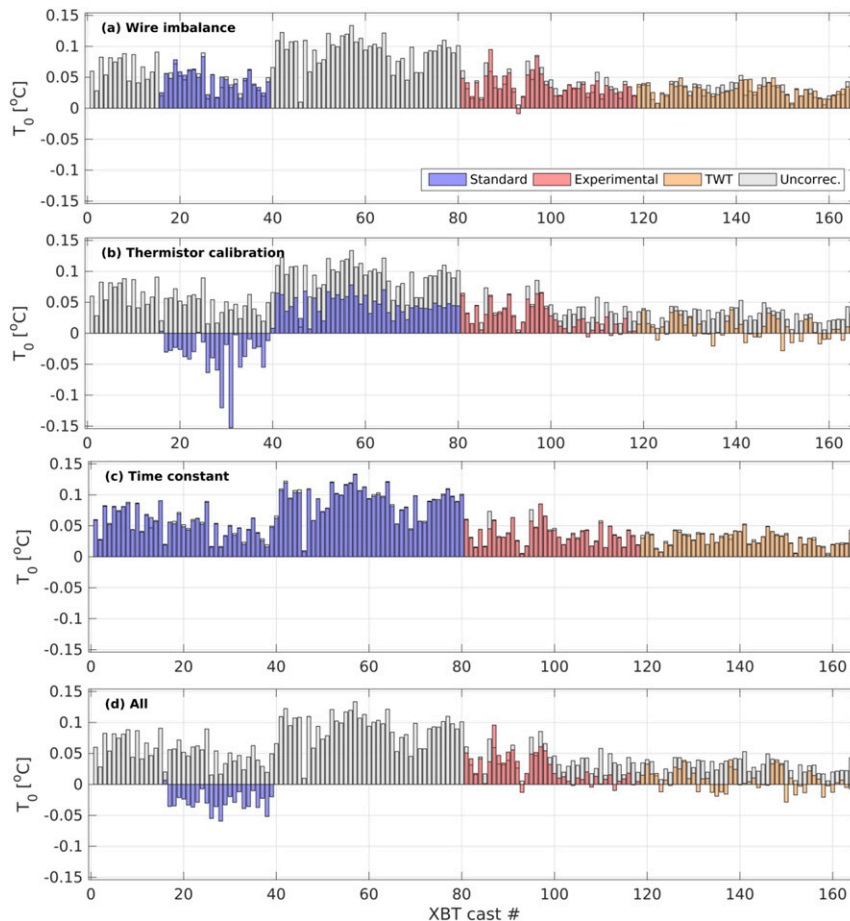 (a) Wire imbalance
0.15
0.1
0.05
0
-0.05
-0.1
-0.15
T0 [oC]
Standard Experimental TWT Uncorrec.
0 20 40 60 80 100 120 140 160
(b) Thermistor calibration
0.15
0.1
0.05
0
-0.05
-0.1
-0.15
T0 [oC]
0 20 40 60 80 100 120 140 160
(c) Time constant
0.15
0.1
0.05
0
-0.05
-0.1
-0.15
T0 [oC]
0 20 40 60 80 100 120 140 160
(d) All
0.15
0.1
0.05
0
-0.05
-0.1
-0.15
T0 [oC]
0 20 40 60 80 100 120 140 160
XBT cast #